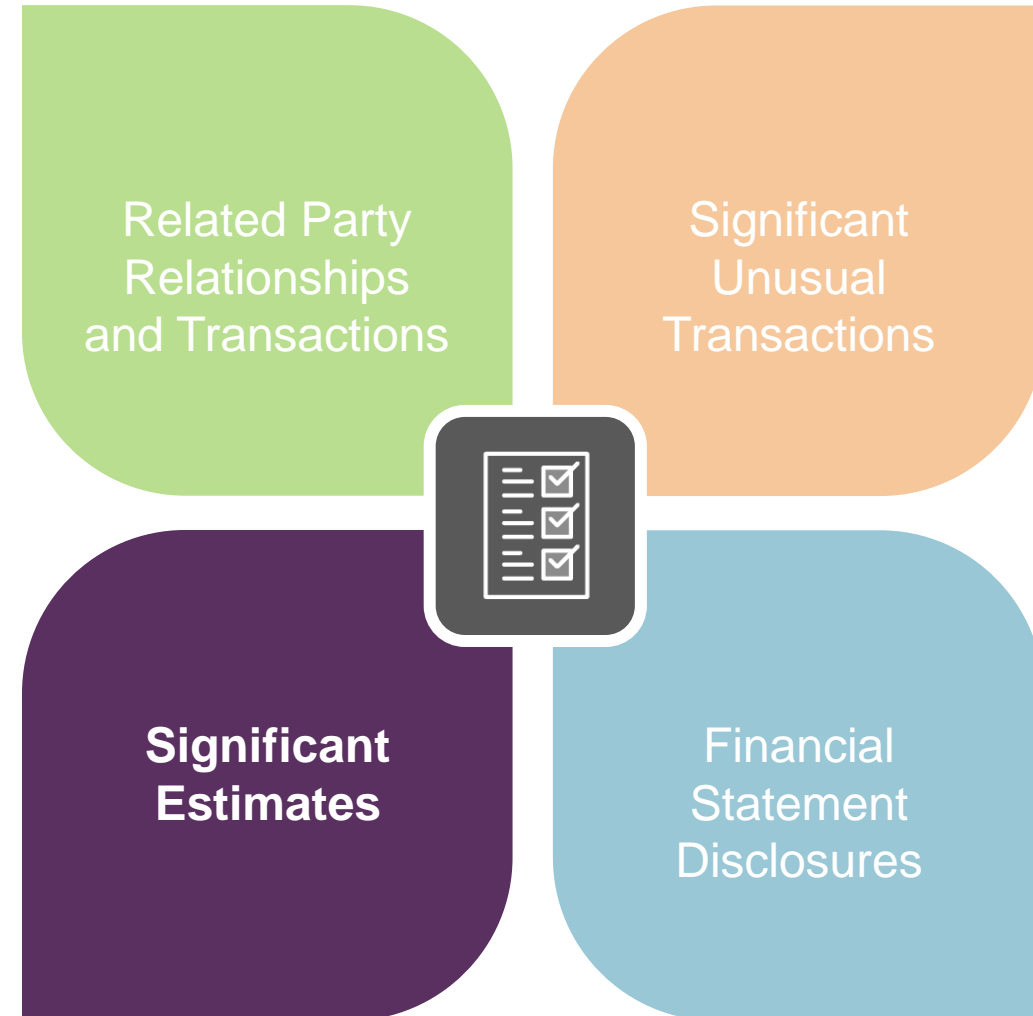 Related Party
Relationships
and Transactions
Significant
Unusual
Transactions
Significant
Estimates
Financial
Statement
Disclosures